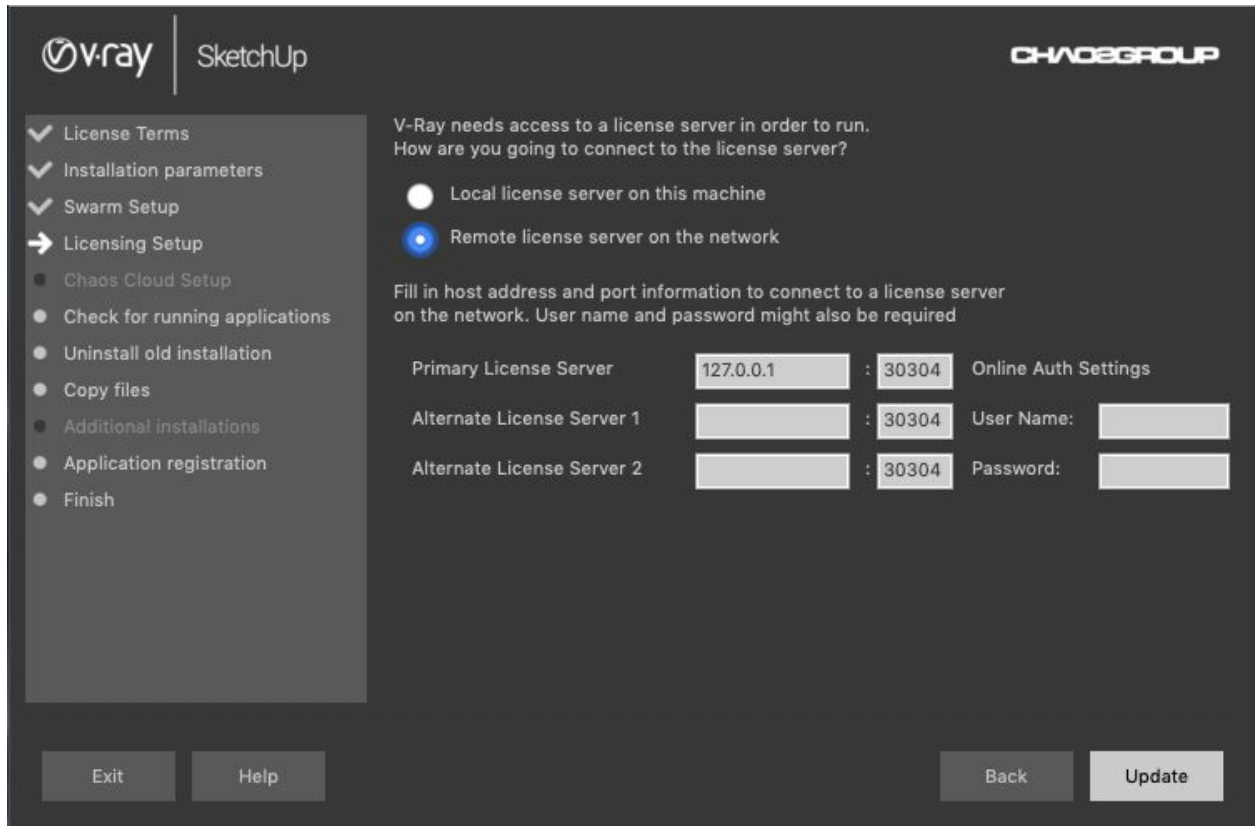 v·ray
SketchUp
CHAOSGROUP
License Terms
Installation parameters
Swarm Setup
Licensing Setup
Chaos Cloud Setup
Check for running applications
Uninstall old installation
Copy files
Additional installations
Application registration
Finish
V-Ray needs access to a license server in order to run.
How are you going to connect to the license server?
Local license server on this machine
Remote license server on the network
Fill in host address and port information to connect to a license server
on the network. User name and password might also be required
Primary License Server 127.0.0.1 : 30304 Online Auth Settings
Alternate License Server 1 : 30304 User Name:
Alternate License Server 2 : 30304 Password:
Exit Help Back Update